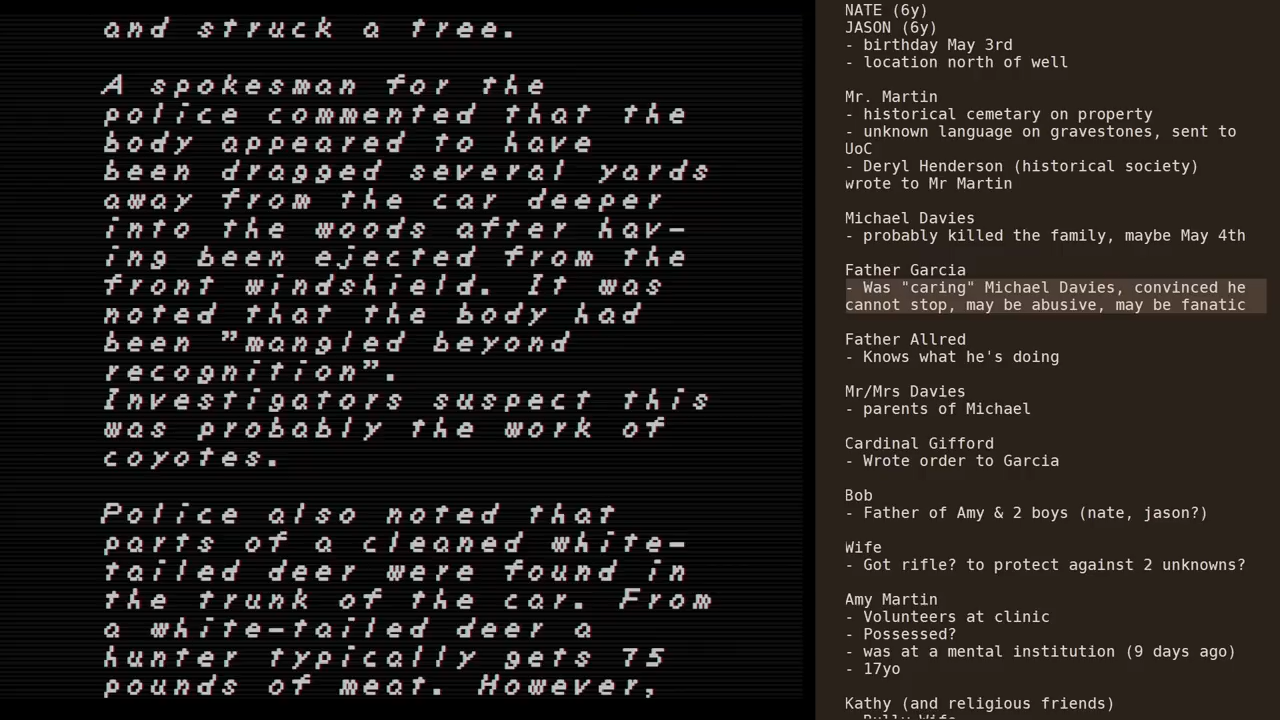 and struck a tree.
A spokesman for the
police commented that the
body appeared to have
been dragged several yards
away from the car deeper
into the woods after hav-
ing been ejected from the
front windshield. It was
noted that the body had
been "mangled beyond
recognition".
Investigators suspect this
was probably the work of
coyotes.
Police also noted that
parts of a cleaned white-
tailed deer were found in
the trunk of the car. From
a white-tailed deer a
hunter typically gets 75
pounds of meat. However,
NATE (6y)
JASON (6y)
- birthday May 3rd
- location north of well
Mr. Martin
- historical cemetary on property
- unknown language on gravestones, sent to
UoC
- Deryl Henderson (historical society)
wrote to Mr Martin
Michael Davies
- probably killed the family, maybe May 4th
Father Garcia
- Was "caring" Michael Davies, convinced he
cannot stop, may be abusive, may be fanatic
Father Allred
- Knows what he's doing
Mr/Mrs Davies
- parents of Michael
Cardinal Gifford
- Wrote order to Garcia
Bob
- Father of Amy & 2 boys (nate, jason?)
Wife
- Got rifle? to protect against 2 unknowns?
Amy Martin
- Volunteers at clinic
- Possessed?
- was at a mental institution (9 days ago)
- 17yo
Kathy (and religious friends)